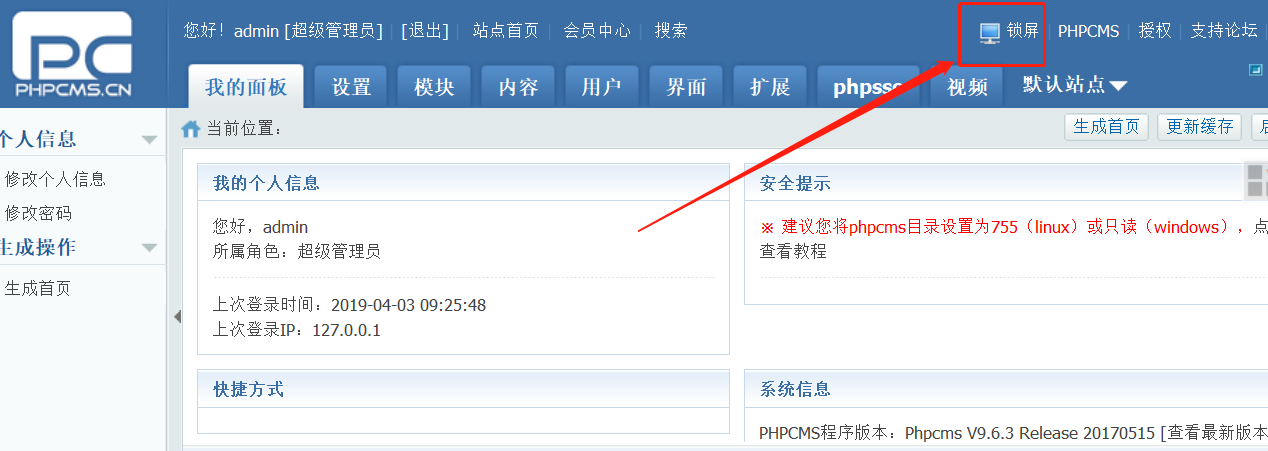 PC
PHPCMS.CN
您好！admin [超级管理员] | [退出] 站点首页 | 会员中心 | 搜索
锁屏 | PHPCMS | 授权 | 支持论坛
我的面板 设置 模块 内容 用户 界面 扩展 视频 默认站点
个人信息
修改个人信息
修改密码
生成操作
生成首页
当前位置：
生成首页 更新缓存
我的个人信息
您好，admin
所属角色：超级管理员
上次登录时间：2019-04-03 09:25:48
上次登录IP：127.0.0.1
快捷方式
安全提示
※ 建议您将phpcms目录设置为755（linux）或只读（windows），点
查看教程
系统信息
PHPCMS程序版本：Phpcms V9.6.3 Release 20170515 [查看最新版本